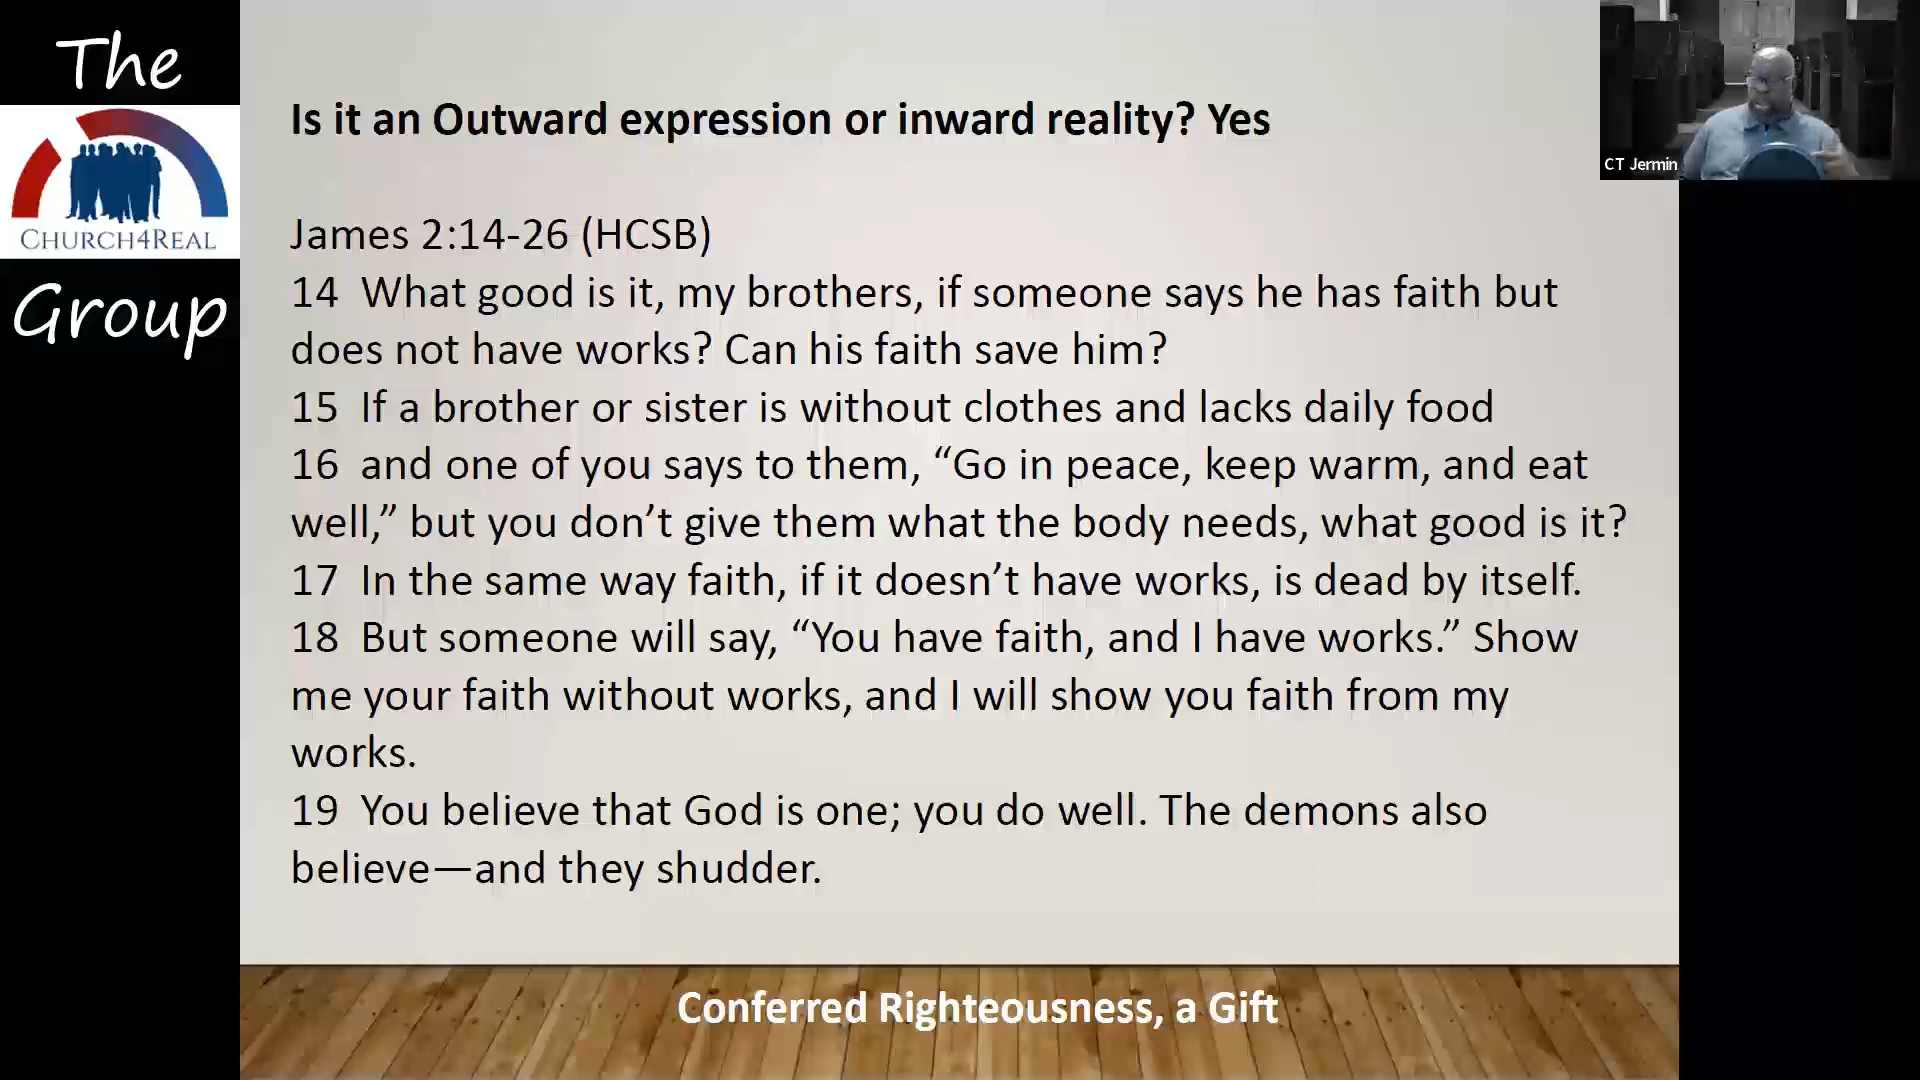 The
CHURCH4REAL
Group
Is it an Outward expression or inward reality? Yes
James 2:14-26 (HCSB)
14 What good is it, my brothers, if someone says he has faith but
does not have works? Can his faith save him?
15 If a brother or sister is without clothes and lacks daily food
16 and one of you says to them, “Go in peace, keep warm, and eat
well,” but you don’t give them what the body needs, what good is it?
17 In the same way faith, if it doesn’t have works, is dead by itself.
18 But someone will say, “You have faith, and I have works.” Show
me your faith without works, and I will show you faith from my
works.
19 You believe that God is one; you do well. The demons also
believe—and they shudder.
Conferred Righteousness, a Gift
CT Jermin